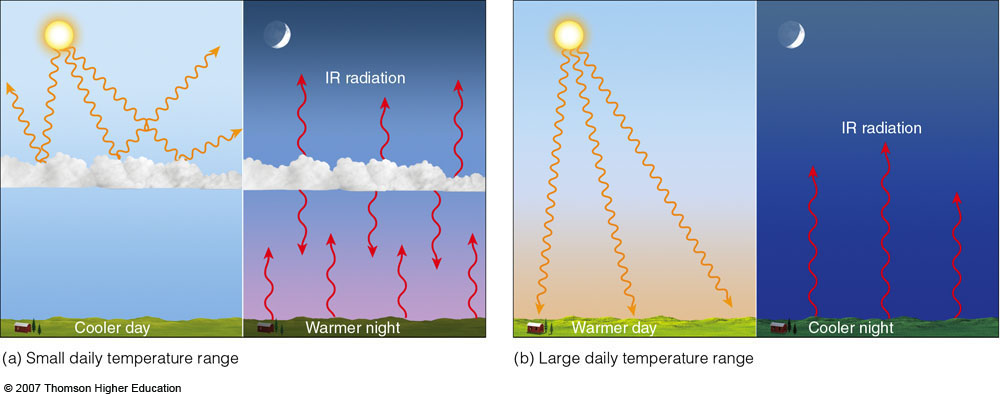 IR radiation
Cooler day
Warmer night
(a) Small daily temperature range
IR radiation
Warmer day
Cooler night
(b) Large daily temperature range
© 2007 Thomson Higher Education